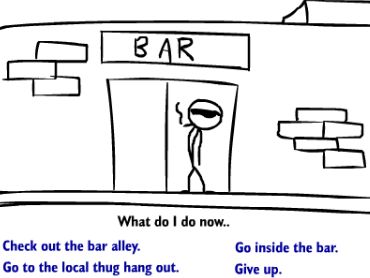 BAR
What do I do now..
Check out the bar alley.
Go inside the bar.
Go to the local thug hang out.
Give up.